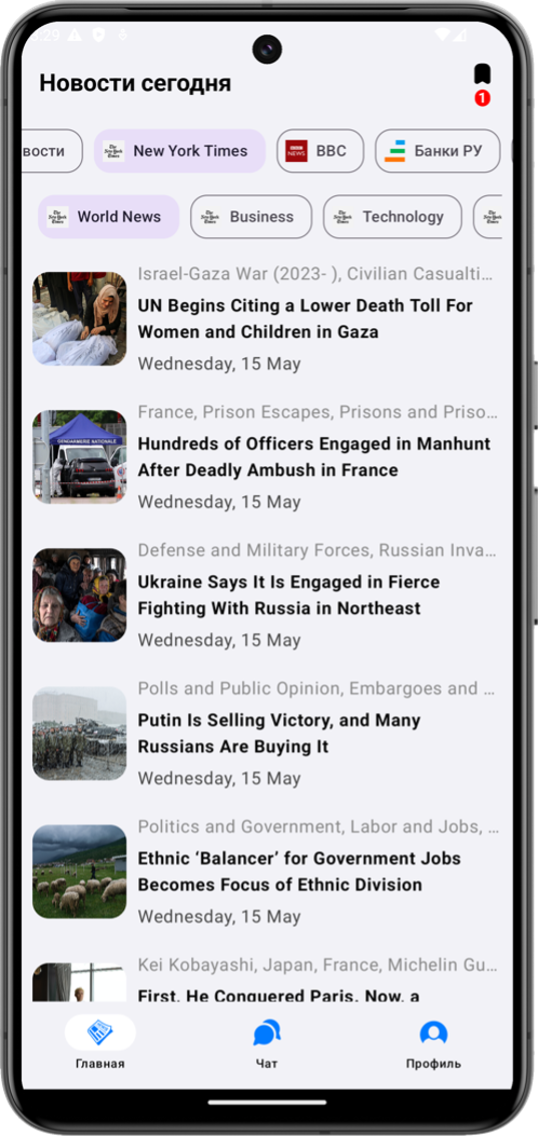 :29
Новости сегодня
1
вости New York Times BBC NEWS BBC Банки РУ
World News Business Technology
Israel-Gaza War (2023- ), Civilian Casualti...
UN Begins Citing a Lower Death Toll For
Women and Children in Gaza
Wednesday, 15 May
France, Prison Escapes, Prisons and Priso...
GENDARMERIE NATIONALE
Hundreds of Officers Engaged in Manhunt
After Deadly Ambush in France
Wednesday, 15 May
Defense and Military Forces, Russian Inva...
Ukraine Says It Is Engaged in Fierce
Fighting With Russia in Northeast
Wednesday, 15 May
Polls and Public Opinion, Embargoes and ...
Putin Is Selling Victory, and Many
Russians Are Buying It
Wednesday, 15 May
Politics and Government, Labor and Jobs, ...
Ethnic ‘Balancer’ for Government Jobs
Becomes Focus of Ethnic Division
Wednesday, 15 May
Kei Kobayashi, Japan, France, Michelin Gu...
First, He Conquered Paris. Now, a
Главная Чат Профиль